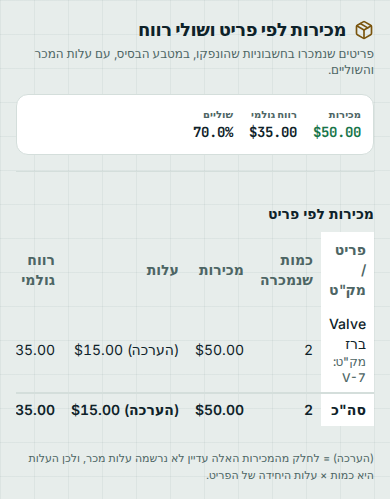 מכירות לפי פריט ושולי רווח
פריטים שנמכרו בחשבוניות שהונפקו, במטבע הבסיס, עם עלות המכר
והשוליים.
מכירות רווח גולמי שוליים
$50.00 $35.00 70.0%
מכירות לפי פריט
פריט / מק"ט כמות שנמכרה מכירות עלות רווח גולמי
Valve ברז מק"ט: V-7 2 $50.00 $15.00 (הערכה) 35.00
סה"כ 2 $50.00 $15.00 (הערכה) 35.00
(הערכה) = לחלק מהמכירות האלה עדיין לא נרשמה עלות מכר, ולכן העלות
היא כמות × עלות היחידה של הפריט.